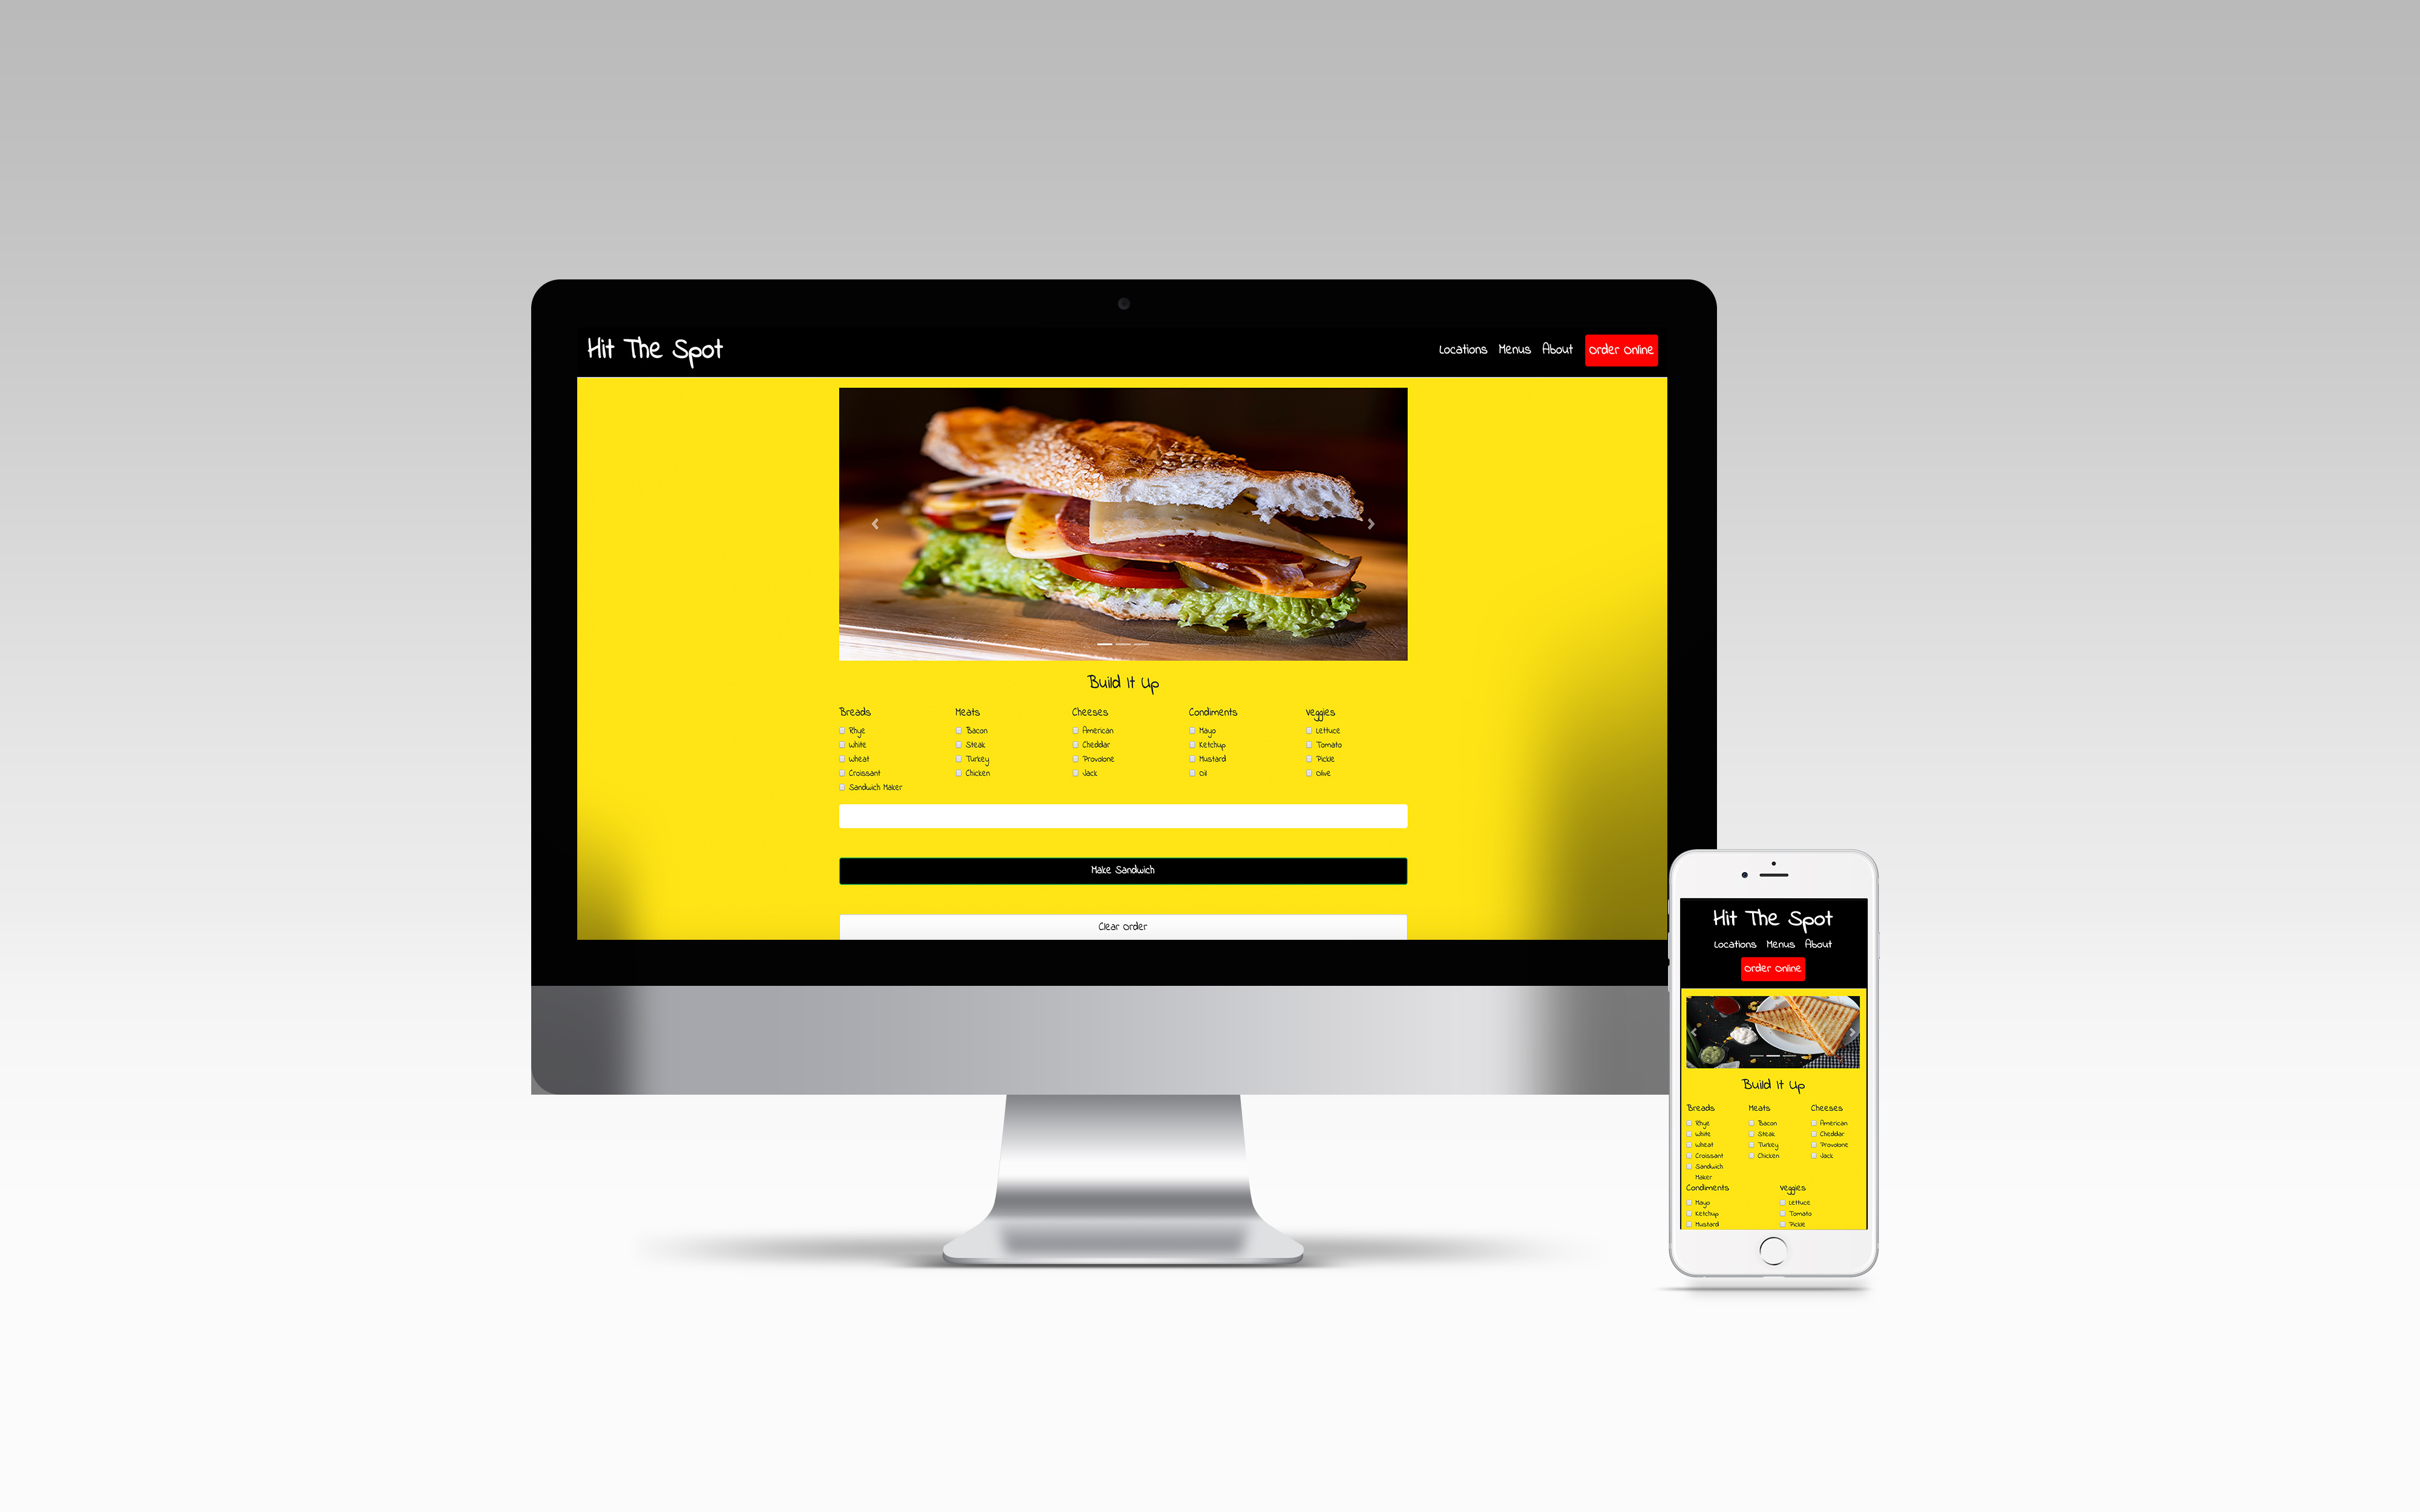 Hit The Spot
Locations Menus About Order Online
Build It Up
Breads Meats Cheeses Condiments Veggies
Rhye Bacon American Mayo Lettuce
White Steak Cheddar Ketchup Tomato
Wheat Turkey Provolone Mustard Pickle
Croissant Chicken Jack Oil Olive
Sandwich Maker
Make Sandwich
Clear Order
Hit The Spot
Locations Menus About
Order Online
Build It Up
Breads Meats Cheeses
Rhye Bacon American
White Steak Cheddar
Wheat Turkey Provolone
Croissant Chicken Jack
Sandwich
Maker
Condiments Veggies
Mayo Lettuce
Ketchup Tomato
Mustard Pickle